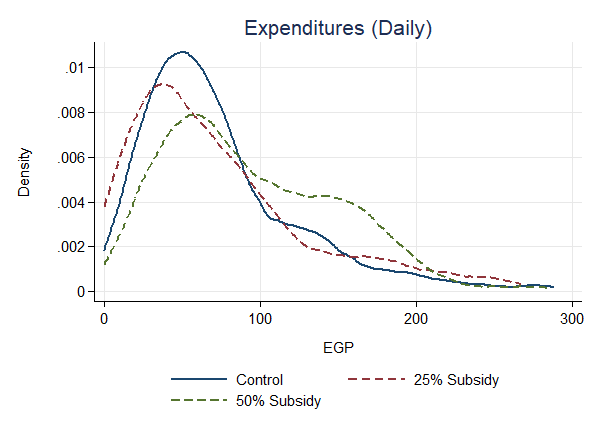 Expenditures (Daily)
Density
.01
.008
.006
.004
.002
0
0 100 200 300
EGP
Control 25% Subsidy
50% Subsidy